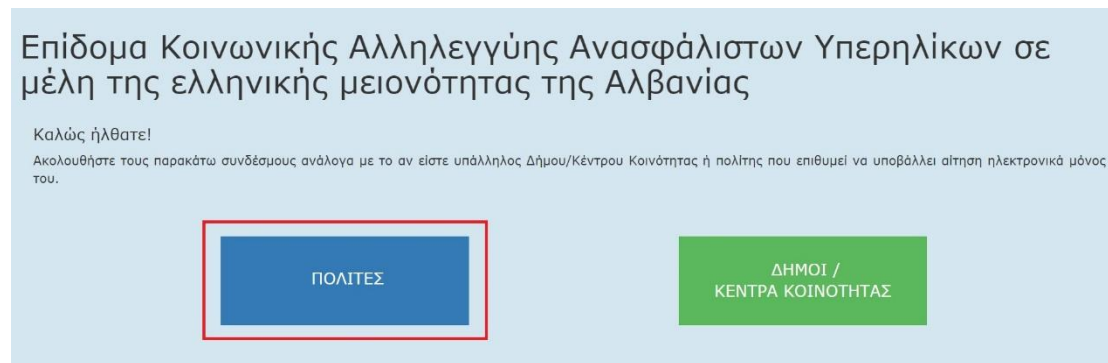 Επίδομα Κοινωνικής Αλληλεγγύης Ανασφάλιστων Υπερηλίκων σε
μέλη της ελληνικής μειονότητας της Αλβανίας
Καλώς ήλθατε!
Ακολουθήστε τους παρακάτω συνδέσμους ανάλογα με το αν είστε υπάλληλος Δήμου/Κέντρου Κοινότητας ή πολίτης που επιθυμεί να υποβάλλει αίτηση ηλεκτρονικά μόνος
του.
ΠΟΛΙΤΕΣ
ΔΗΜΟΙ /
ΚΕΝΤΡΑ ΚΟΙΝΟΤΗΤΑΣ